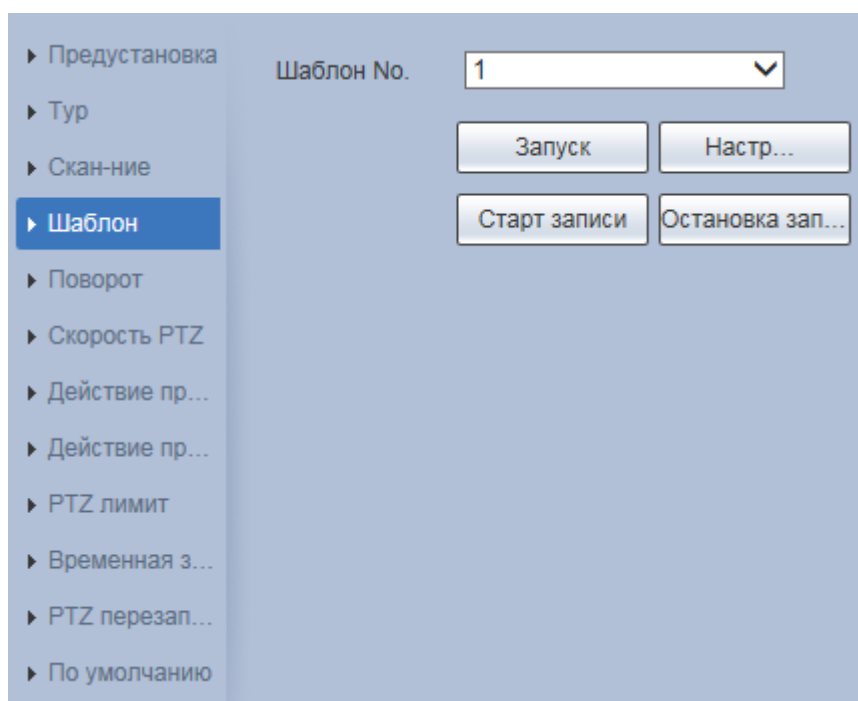 Предустановка
Тур
Скан-ние
Шаблон
Поворот
Скорость PTZ
Действие пр...
Действие пр...
PTZ лимит
Временная з...
PTZ перезап...
По умолчанию
Шаблон No. 1
Запуск Настр...
Старт записи Остановка зап...